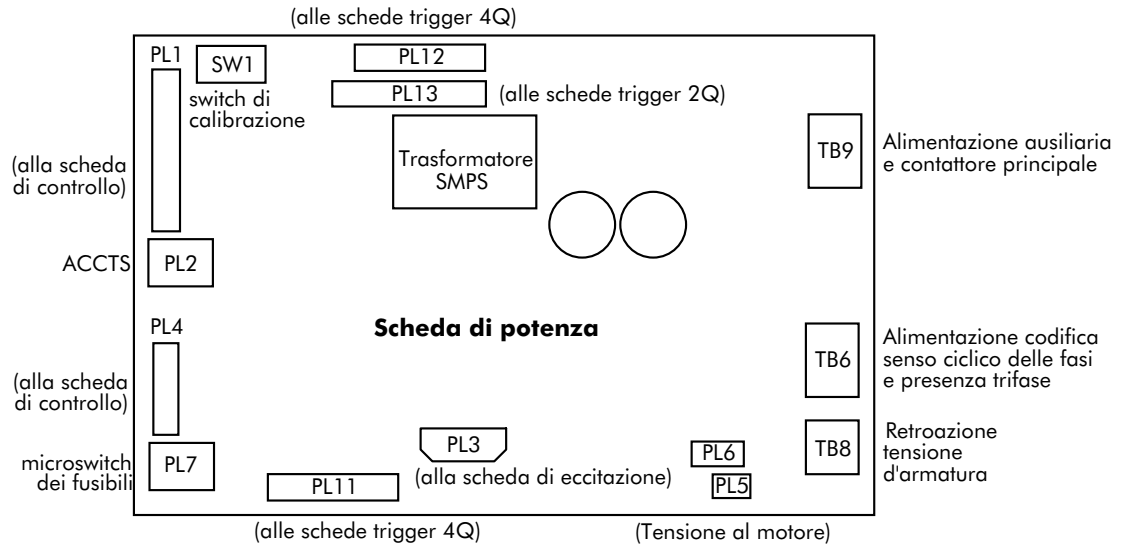 (alle schede trigger 4Q)
PL1
SW1
PL12
switch di
calibrazione
PL13
(alle schede trigger 2Q)
Trasformatore
SMPS
TB9
Alimentazione ausiliaria
e contattore principale
(alla scheda
di controllo)
ACCTS
PL2
PL4
Scheda di potenza
TB6
Alimentazione codifica
senso ciclico delle fasi
e presenza trifase
(alla scheda
di controllo)
microswitch
dei fusibili
PL7
PL3
(alla scheda di eccitazione)
PL6
PL5
TB8
Retroazione
tensione
d'armatura
PL11
(alle schede trigger 4Q)
(Tensione al motore)